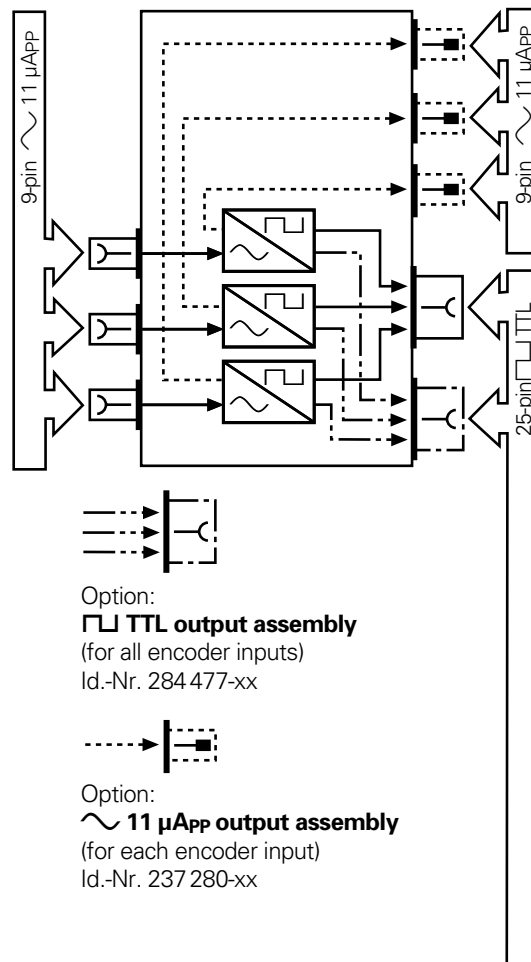 9-pin 11 µAPP
9-pin 11 µAPP
25-pin TTL
Option:
TTL output assembly
(for all encoder inputs)
Id.-Nr. 284 477-xx
Option:
11 µAPP output assembly
(for each encoder input)
Id.-Nr. 237 280-xx